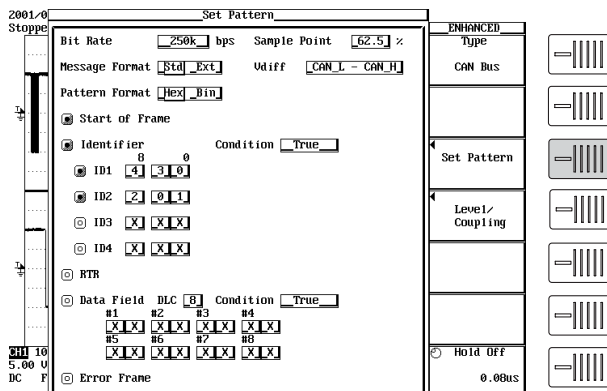 2001/0
Stoppe
Set Pattern
Bit Rate 250k bps Sample Point 62.5 %
Message Format Std Ext Vdiff CAN_L - CAN_H
Pattern Format Hex Bin
Start of Frame
Identifier Condition True
8 0
ID1 4 3 0
ID2 2 0 1
ID3 X X X
ID4 X X X
RTR
Data Field DLC 8 Condition True
#1 #2 #3 #4
X X X X X X X X
#5 #6 #7 #8
X X X X X X X X
Error Frame
CH1 10
5.00 V
DC F
ENHANCED
Type
CAN Bus
Set Pattern
Level/
Coupling
Hold Off
0.08us